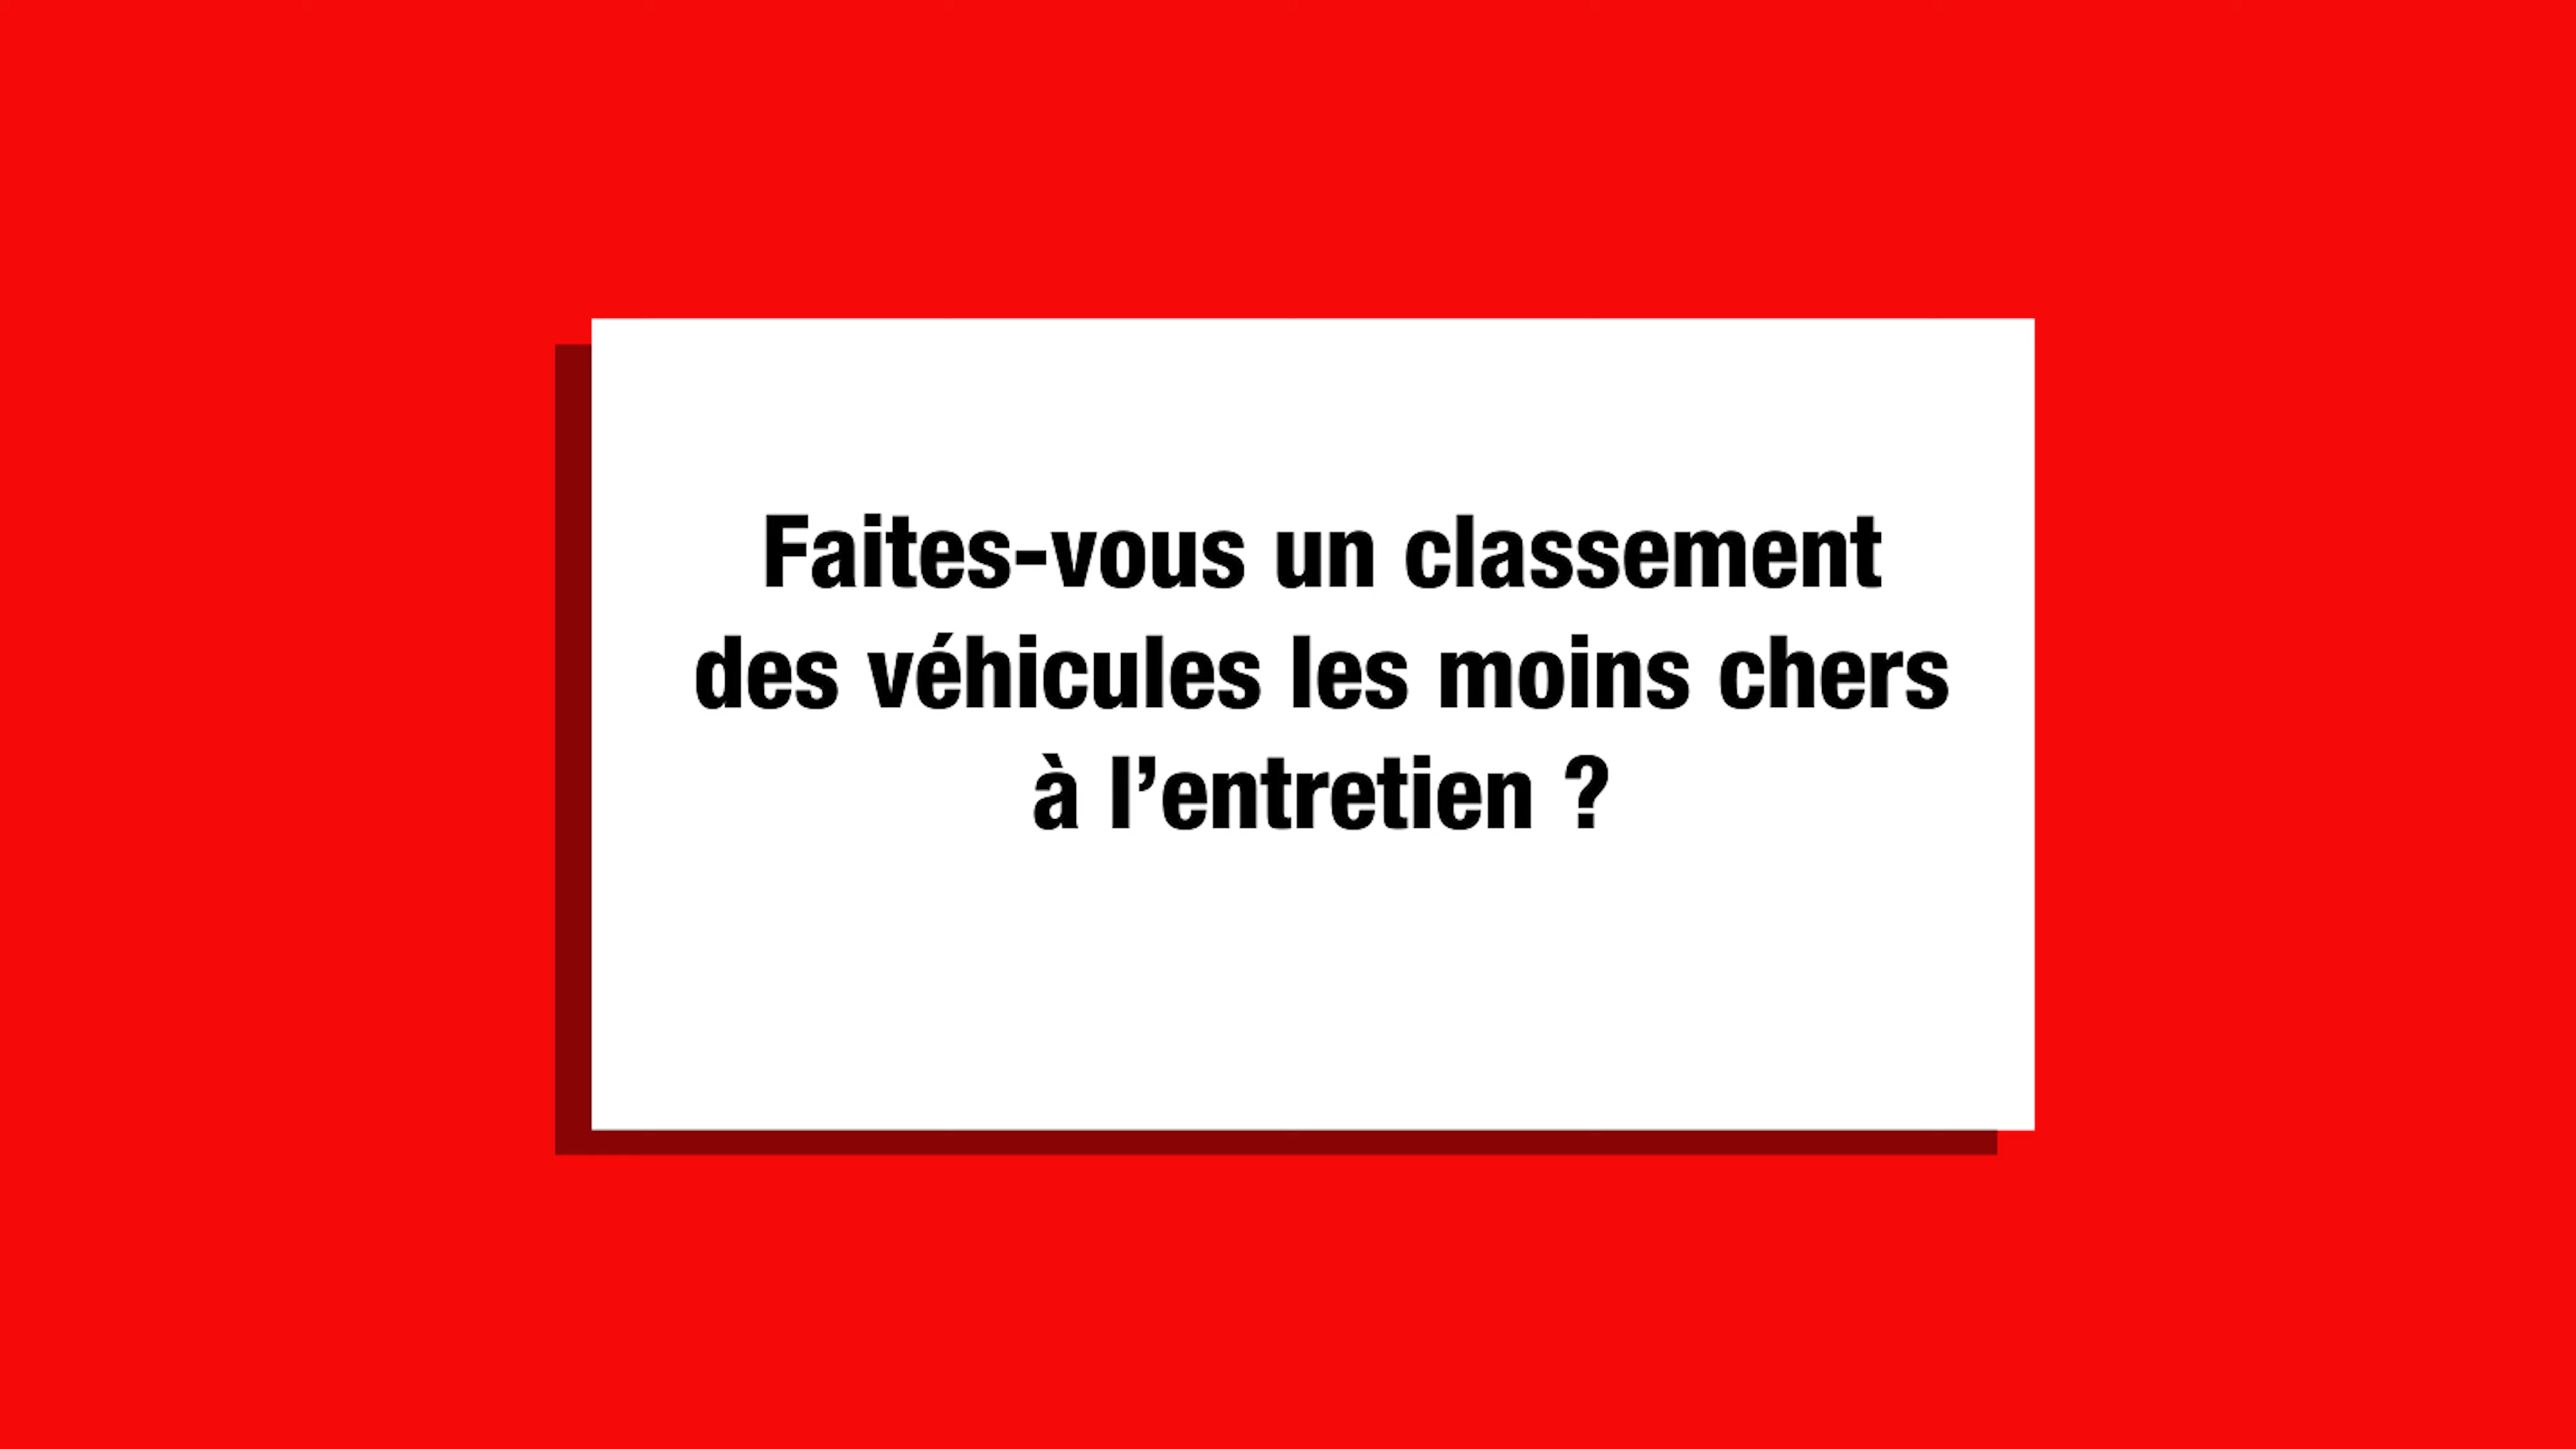 Faites-vous un classement
des véhicules les moins chers
à l’entretien ?